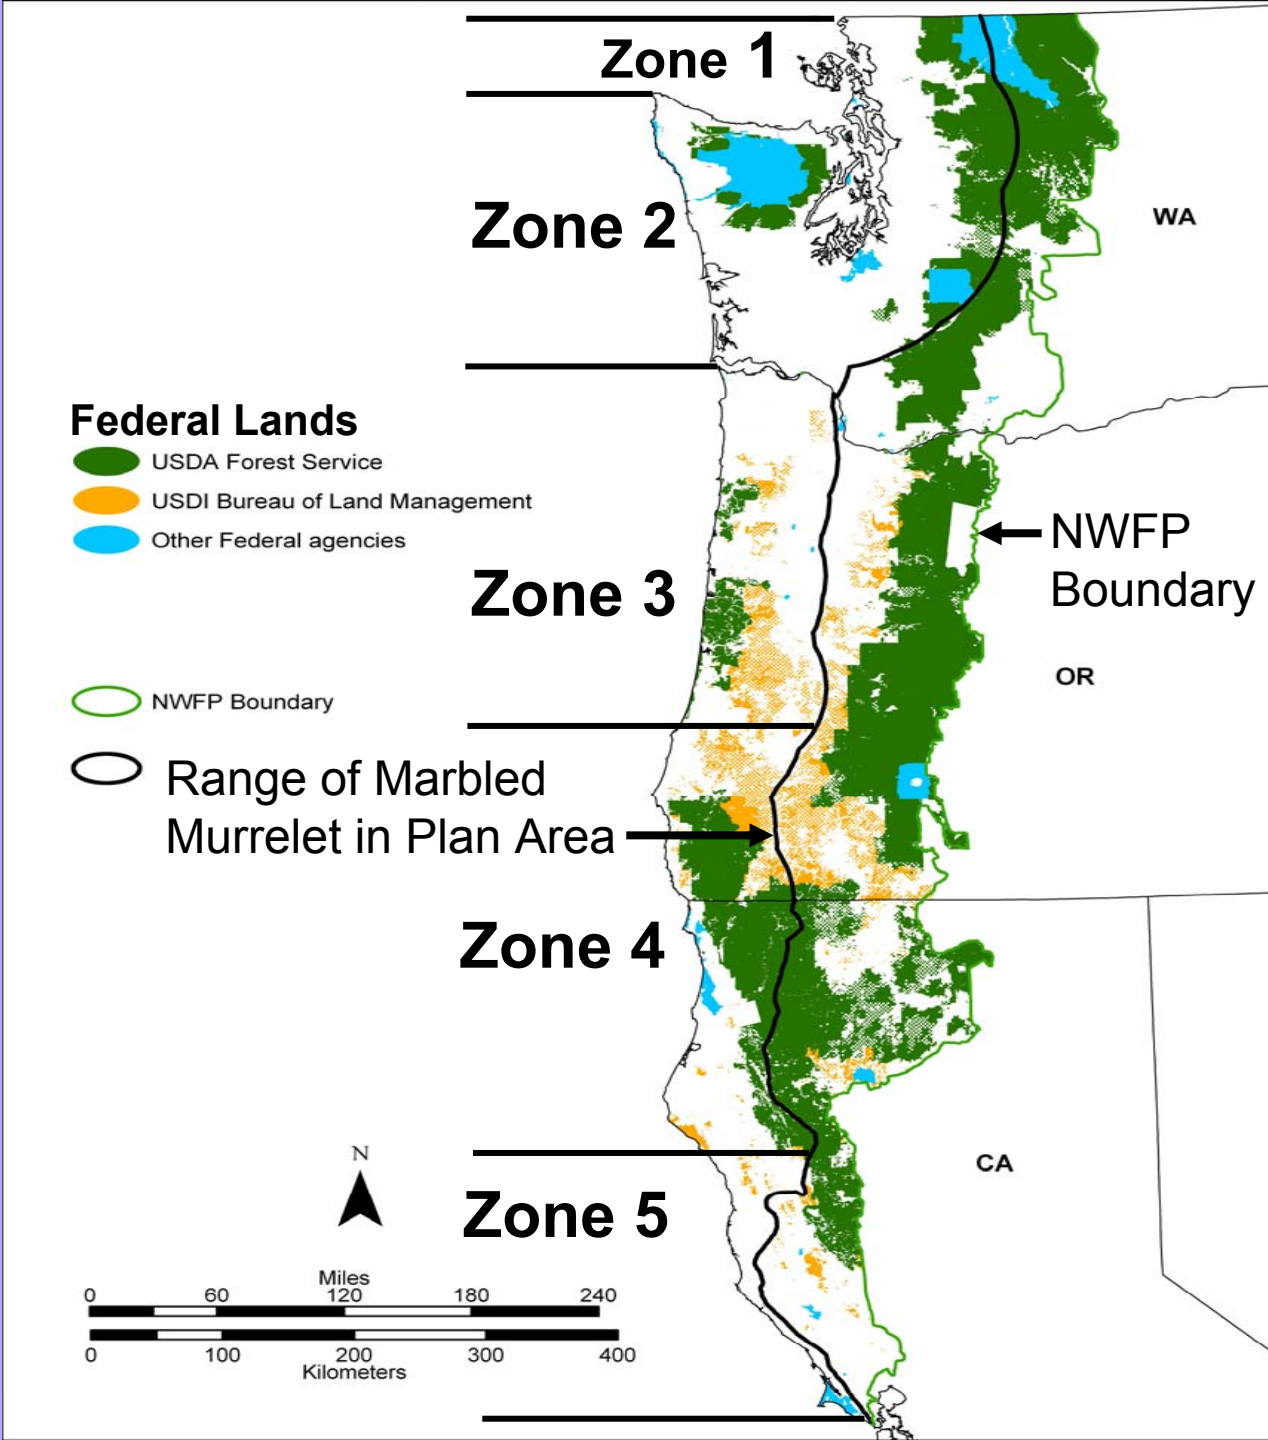 Zone 1
Zone 2
WA
Federal Lands
USDA Forest Service
USDI Bureau of Land Management
Other Federal agencies
NWFP
Boundary
Zone 3
OR
NWFP Boundary
Range of Marbled
Murrelet in Plan Area
Zone 4
CA
N
Zone 5
Miles
0 60 120 180 240
0 100 200 300 400
Kilometers